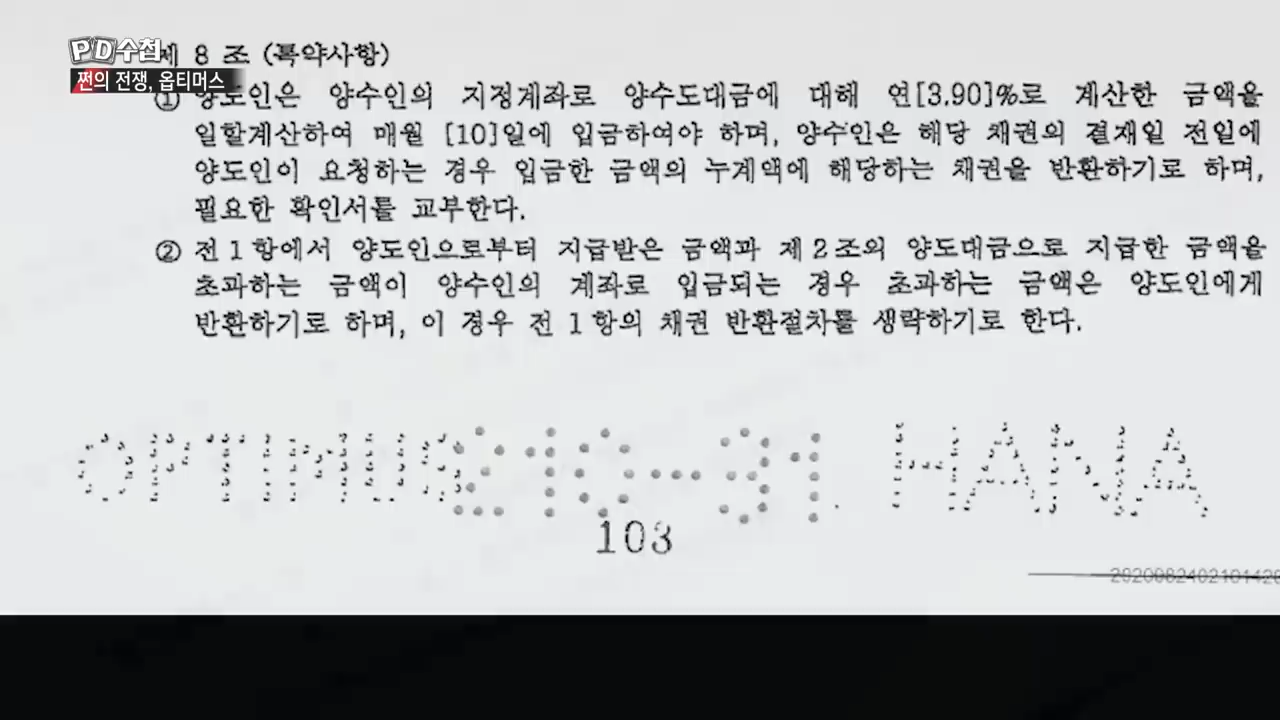 PD수첩
쩐의 전쟁, 옵티머스
제 8 조 (특약사항)
① 양도인은 양수인의 지정계좌로 양수도대금에 대해 연[3.90]%로 계산한 금액을
일할계산하여 매월 [10]일에 입금하여야 하며, 양수인은 해당 채권의 결재일 전일에
양도인이 요청하는 경우 입금한 금액의 누계액에 해당하는 채권을 반환하기로 하며,
필요한 확인서를 교부한다.
② 전 1 항에서 양도인으로부터 지급받은 금액과 제 2 조의 양도대금으로 지급한 금액을
초과하는 금액이 양수인의 계좌로 입금되는 경우 초과하는 금액은 양도인에게
반환하기로 하며, 이 경우 전 1 항의 채권 반환절차를 생략하기로 한다.
OPTIMUS HANA
103